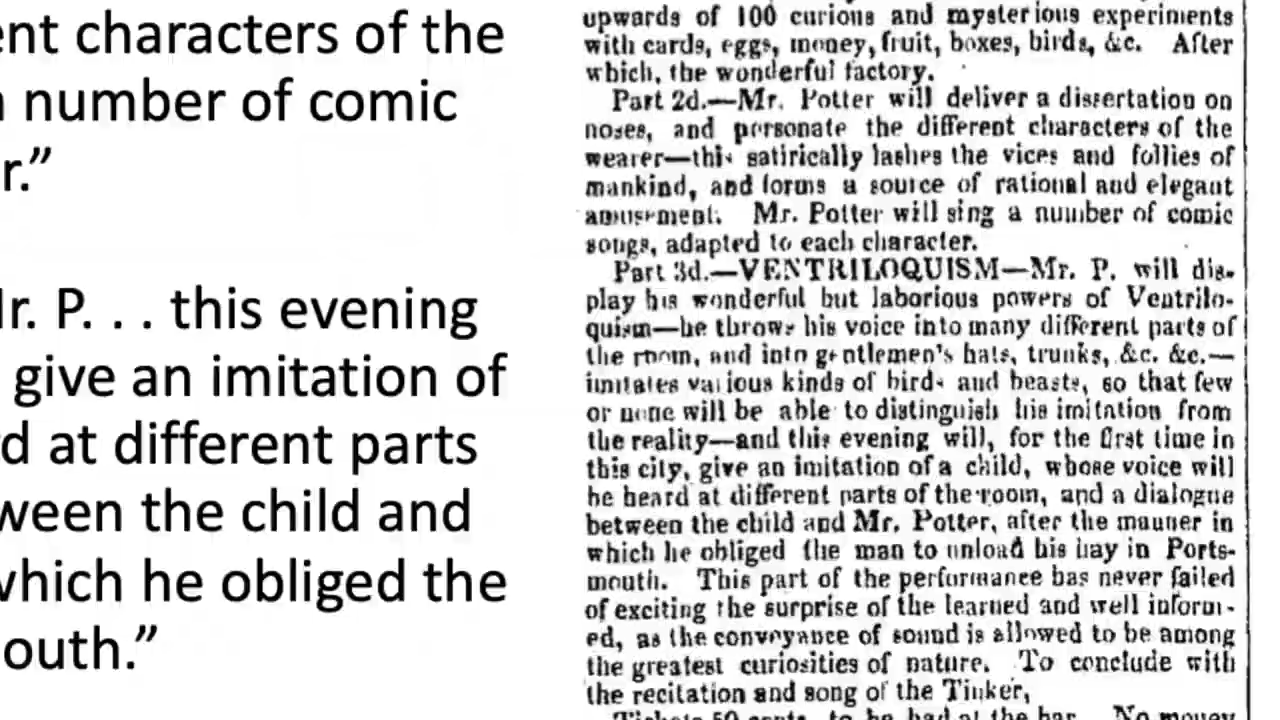 ent characters of the
number of comic
r.”
r. P. . . this evening
give an imitation of
d at different parts
ween the child and
which he obliged the
outh.”
upwards of 100 curious and mysterious experiments
with cards, eggs, money, fruit, boxes, birds, &c. After
which, the wonderful factory.
Part 2d.—Mr. Potter will deliver a dissertation on
noses, and personate the different characters of the
wearer—this satirically lashes the vices and follies of
mankind, and forms a source of rational and elegant
amusement. Mr. Potter will sing a number of comic
songs, adapted to each character.
Part 3d.—VENTRILOQUISM—Mr. P. will dis-
play his wonderful but laborious powers of Ventrilo-
quism—he throws his voice into many different parts of
the room, and into gentlemen's hats, trunks, &c. &c.—
imitates various kinds of birds and beasts, so that few
or none will be able to distinguish his imitation from
the reality—and this evening will, for the first time in
this city, give an imitation of a child, whose voice will
be heard at different parts of the room, and a dialogue
between the child and Mr. Potter, after the manner in
which he obliged the man to unload his hay in Ports-
mouth. This part of the performance has never failed
of exciting the surprise of the learned and well inform-
ed, as the conveyance of sound is allowed to be among
the greatest curiosities of nature. To conclude with
the recitation and song of the Tinker,
Tickets 50 cents, to be had at the bar. No money